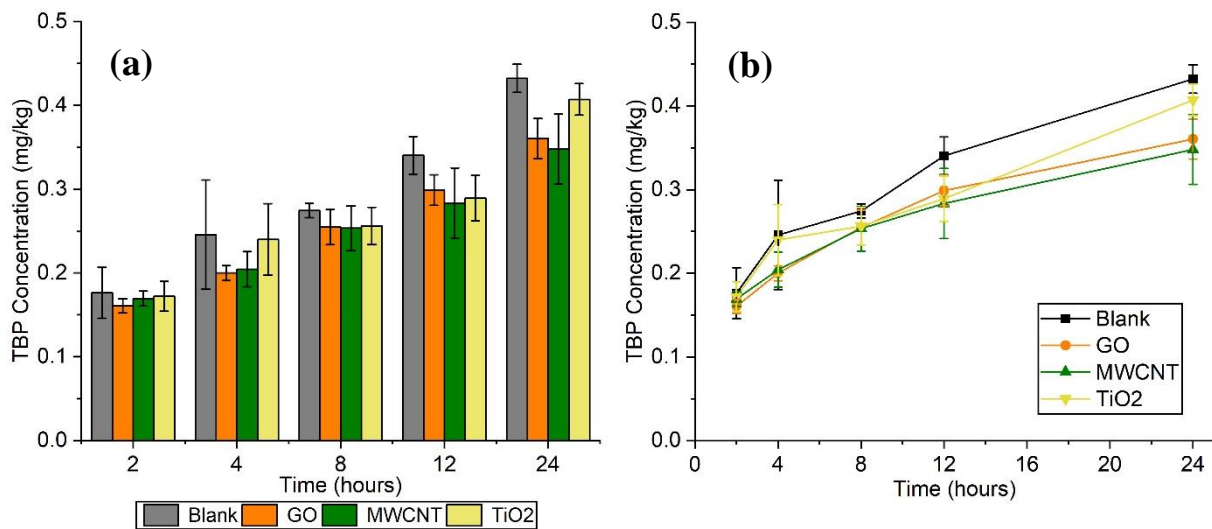 (a)
TBP Concentration (mg/kg)
0.5
0.4
0.3
0.2
0.1
0.0
2 4 8 12 24
Time (hours)
Blank GO MWCNT TiO2
(b)
TBP Concentration (mg/kg)
0.5
0.4
0.3
0.2
0.1
0.0
Blank
GO
MWCNT
TiO2
0 4 8 12 16 20 24
Time (hours)